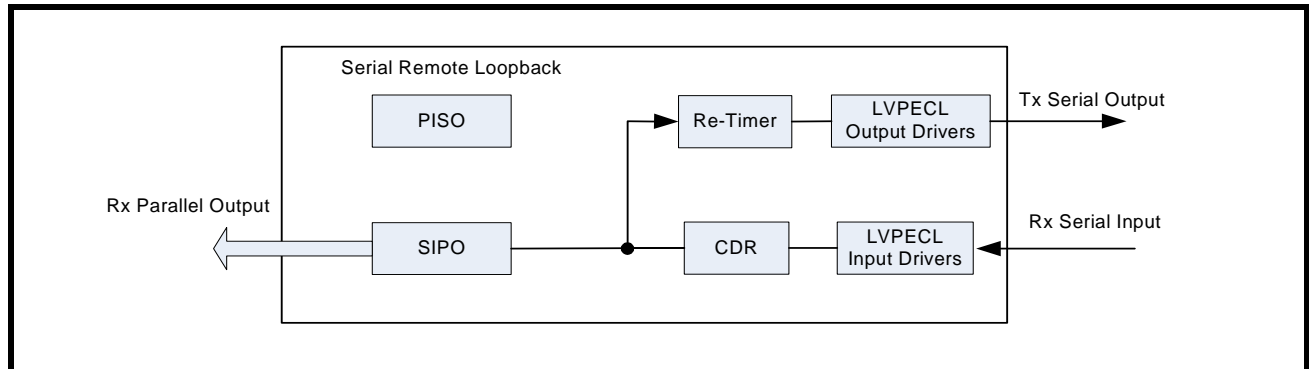 Serial Remote Loopback
PISO
Re-Timer
LVPECL
Output Drivers
Tx Serial Output
Rx Parallel Output
SIPO
CDR
LVPECL
Input Drivers
Rx Serial Input